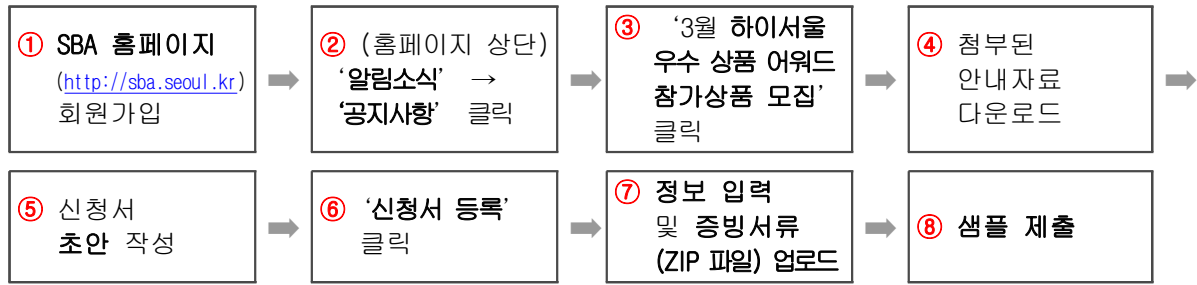 ① SBA 홈페이지
(http://sba.seoul.kr)
회원가입
② (홈페이지 상단)
‘알림소식’ →
‘공지사항’ 클릭
③ ‘3월 하이서울
우수 상품 어워드
참가상품 모집’
클릭
④ 첨부된
안내자료
다운로드
⑤ 신청서
초안 작성
⑥ ‘신청서 등록’
클릭
⑦ 정보 입력
및 증빙서류
(ZIP 파일) 업로드
⑧ 샘플 제출